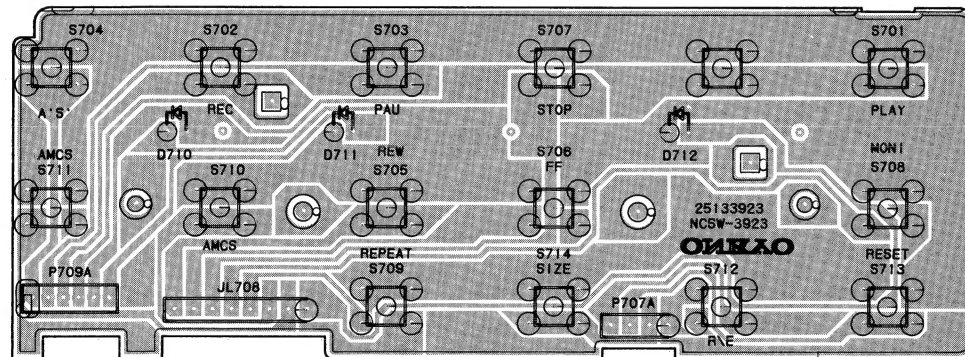 S704 S702 S703 S707 S701
A'S' REC PAU STOP PLAY
D710 D711 D712
AMCS REW S706 MONI
S711 S710 S705 FF S708
25133923
NCSW-3923
ONKYO
AMCS REPEAT S714 RESET
P709A S709 SIZE S712 S713
JL708 P707A
R\E